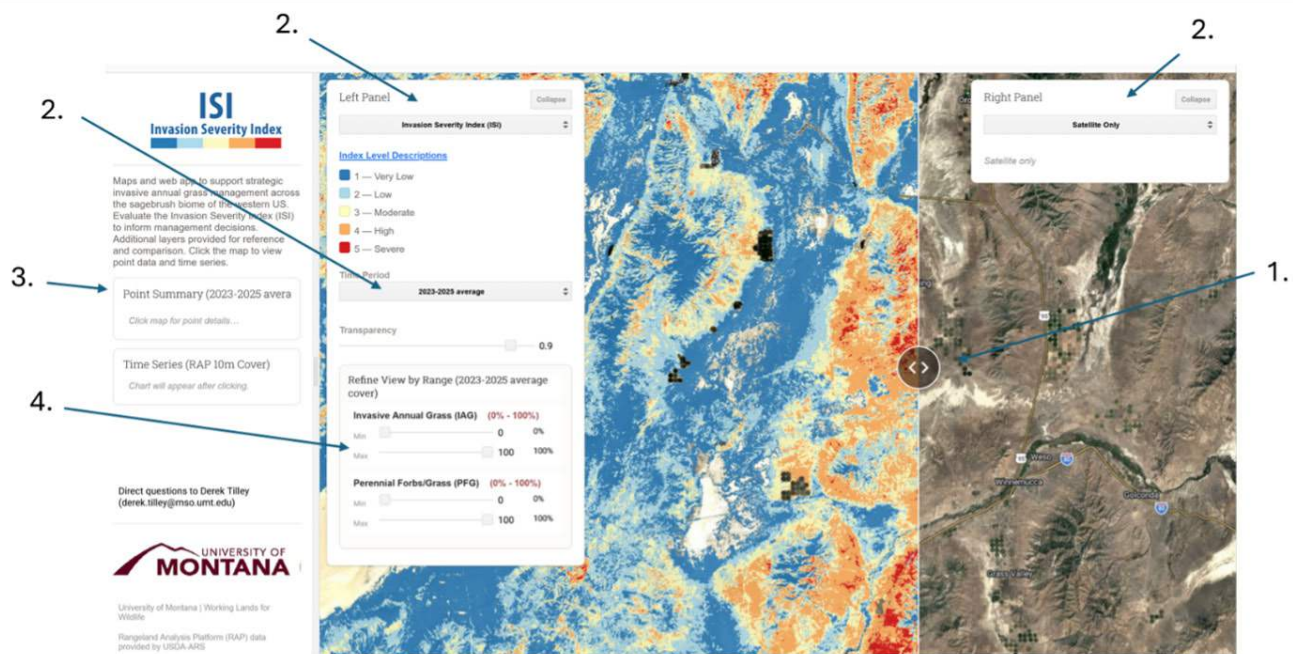 2.
2.
2.
3.
4.
1.
ISI
Invasion Severity Index
Maps and web app to support strategic
invasive annual grass management across
the sagebrush biome of the western US.
Evaluate the Invasion Severity Index (ISI)
to inform management decisions.
Additional layers provided for reference
and comparison. Click the map to view
point data and time series.
Point Summary (2023-2025 avera
Click map for point details...
Time Series (RAP 10m Cover)
Chart will appear after clicking.
Direct questions to Derek Tilley
(derek.tilley@mso.umt.edu)
UNIVERSITY OF
MONTANA
University of Montana | Working Lands for
Wildlife
Rangeland Analysis Platform (RAP) data
provided by USDA-ARS
Left Panel
Collapse
Invasion Severity Index (ISI)
Index Level Descriptions
1 — Very Low
2 — Low
3 — Moderate
4 — High
5 — Severe
Time Period
2023-2025 average
Transparency
0.9
Refine View by Range (2023-2025 average
cover)
Invasive Annual Grass (IAG) (0% - 100%)
Min 0 0%
Max 100 100%
Perennial Forbs/Grass (PFG) (0% - 100%)
Min 0 0%
Max 100 100%
Right Panel
Collapse
Satellite Only
Satellite only
95
95
Weso
80
Winnemucca
Golconda
80
Grass Valley